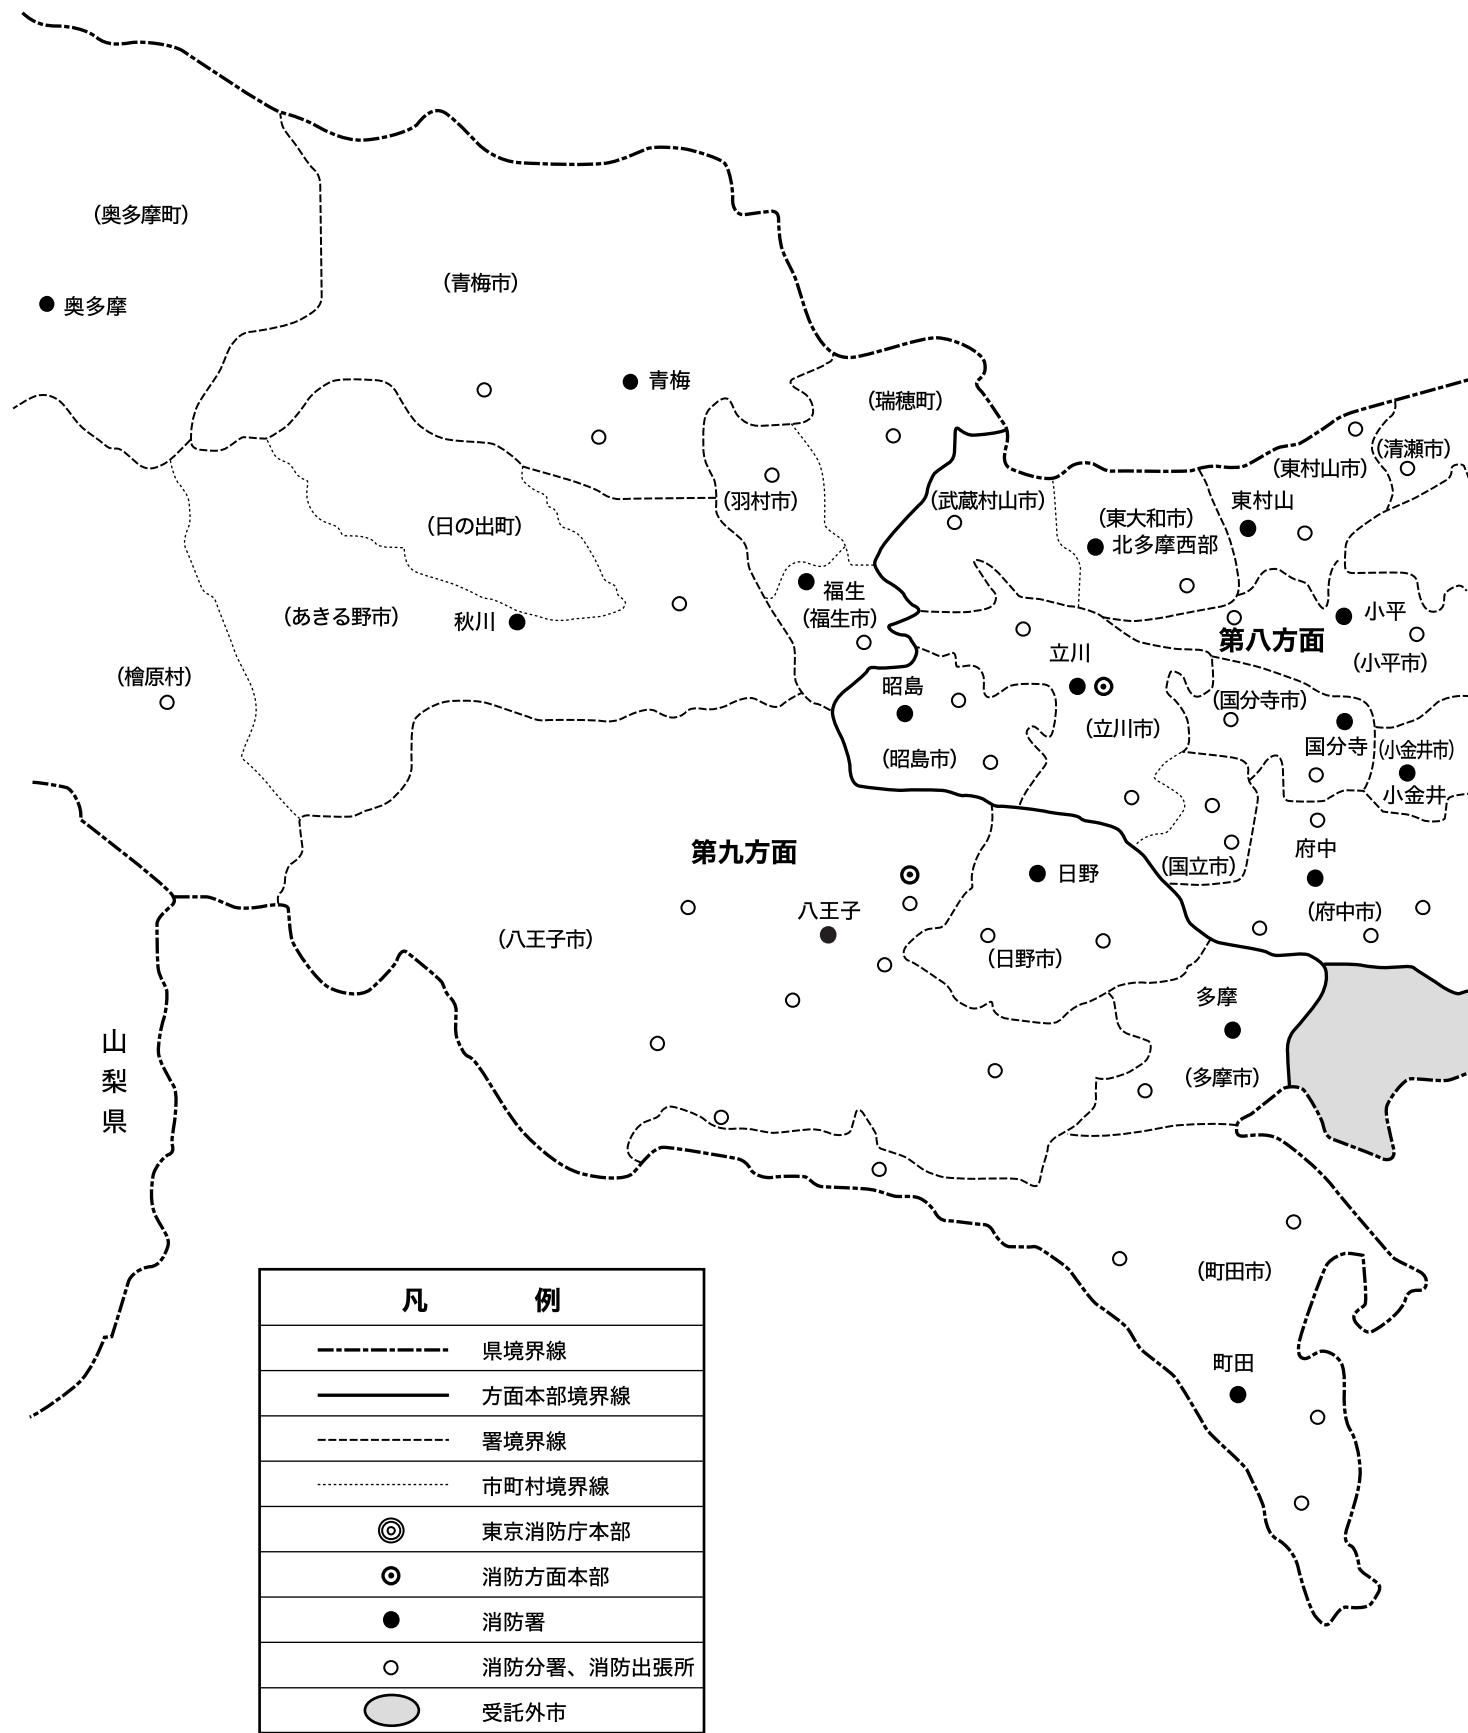 (奥多摩町)
奥多摩
(青梅市)
青梅
(瑞穂町)
(羽村市)
(武蔵村山市)
(東大和市)
北多摩西部
(東村山市)
東村山
(清瀬市)
(日の出町)
(あきる野市)
秋川
福生
(福生市)
小平
第八方面
(小平市)
(檜原村)
昭島
(昭島市)
立川
(立川市)
(国分寺市)
国分寺
(小金井市)
小金井
第九方面
日野
(国立市)
府中
(府中市)
八王子
(八王子市)
(日野市)
多摩
(多摩市)
山梨県
(町田市)
町田
凡 例
県境界線
方面本部境界線
署境界線
市町村境界線
東京消防庁本部
消防方面本部
消防署
消防分署、消防出張所
受託外市